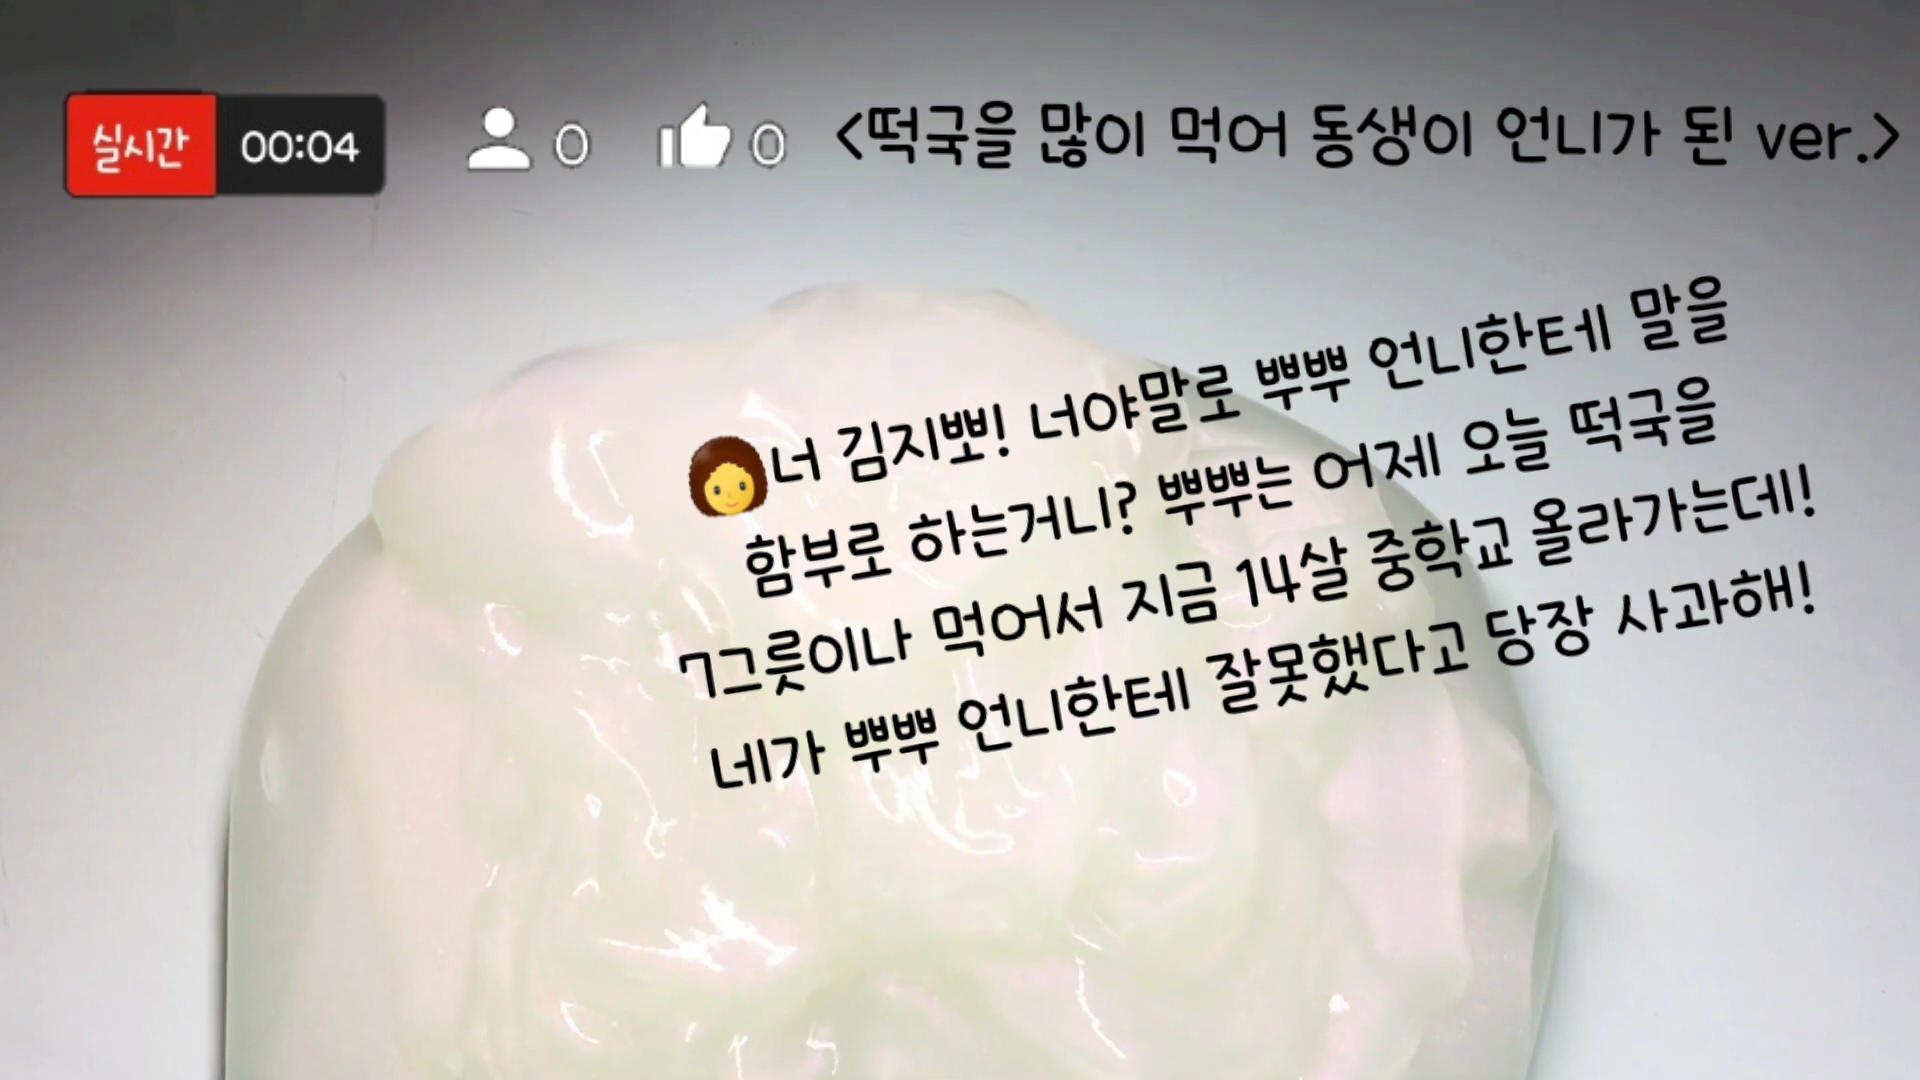 실시간 00:04 0 0 <떡국을 많이 먹어 동생이 언니가 된 ver.>
너 김지뽀! 너야말로 뿌뿌 언니한테 말을
함부로 하는거니? 뿌뿌는 어제 오늘 떡국을
7그릇이나 먹어서 지금 14살 중학교 올라가는데!
네가 뿌뿌 언니한테 잘못했다고 당장 사과해!